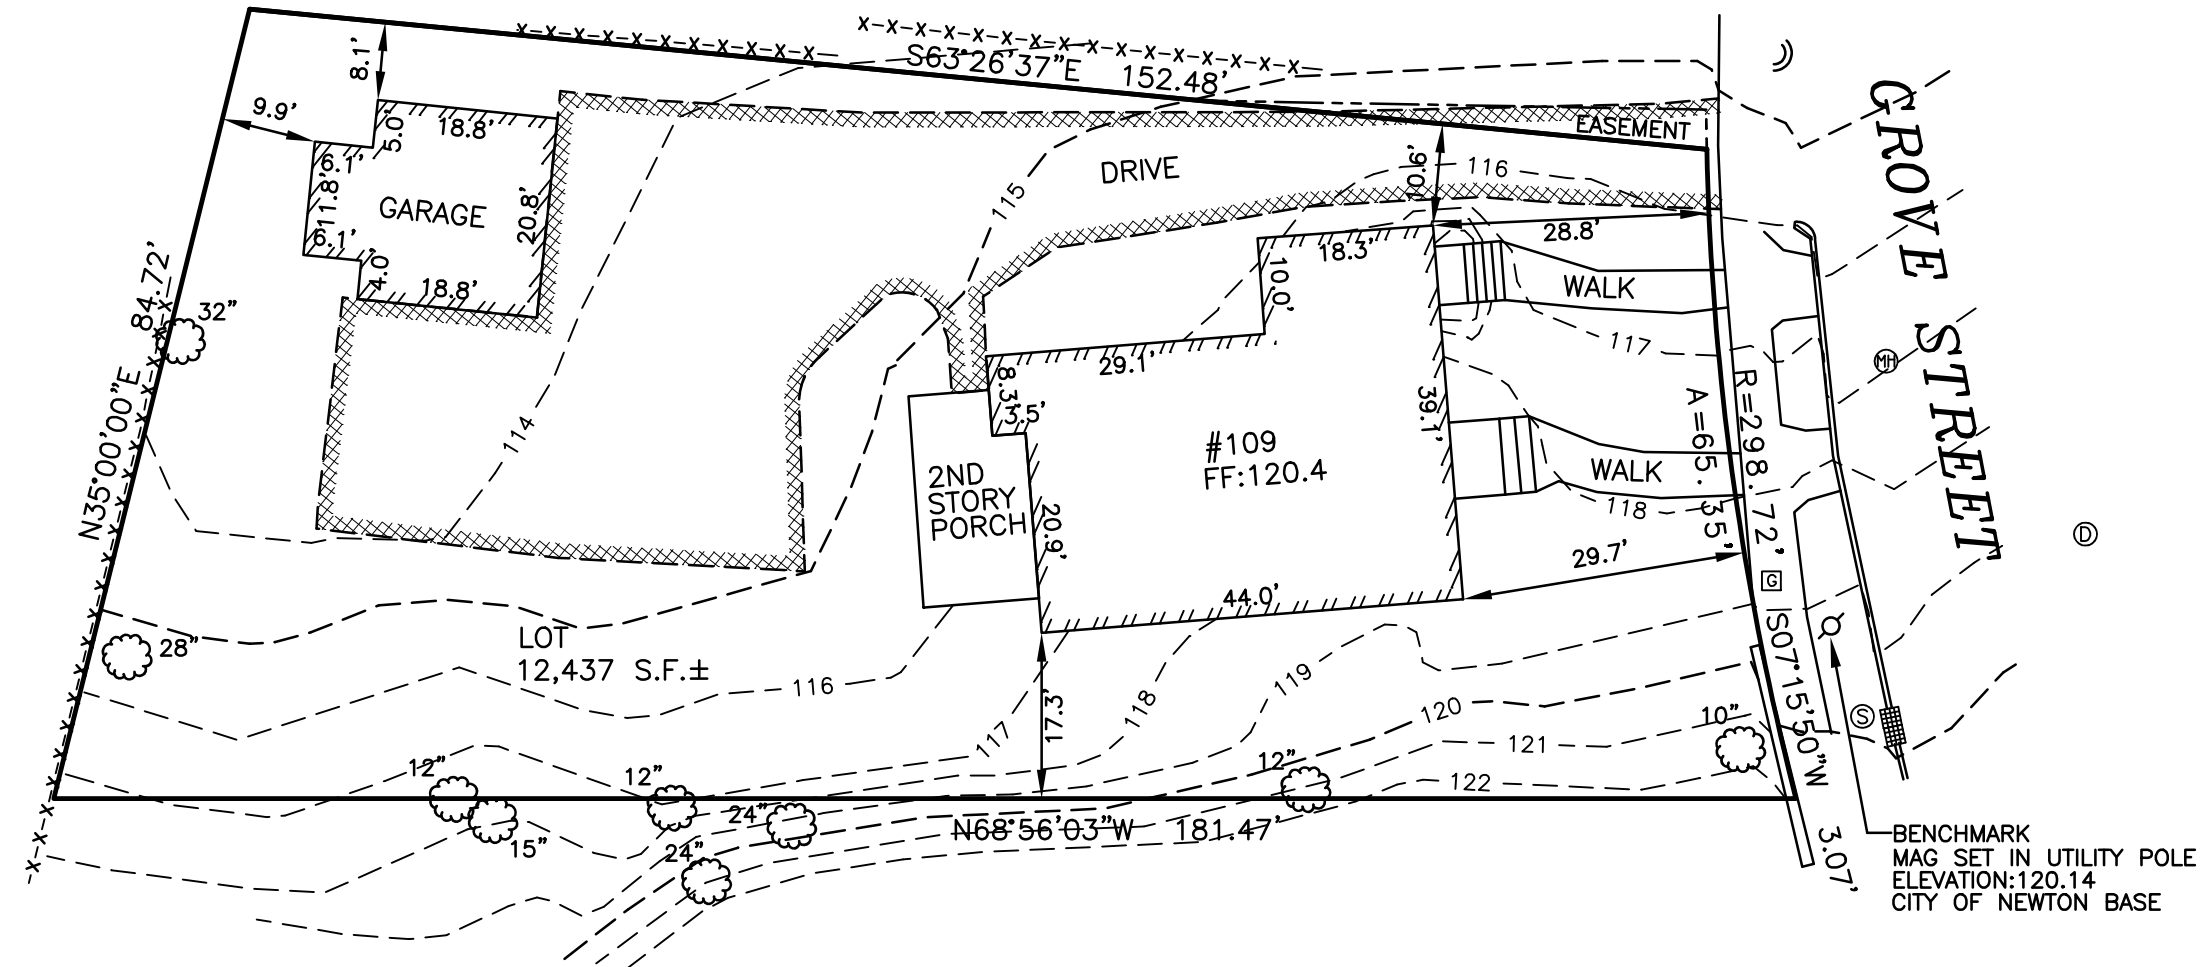 S63°26'37"E 152.48'
8.1'
9.9'
5.0'
18.8'
6.1'
11.8'
GARAGE
20.8'
6.1'
4.0'
18.8'
EASEMENT
DRIVE
115
116
10.9'
28.8'
18.3'
10.0'
WALK
117
GROVE STREET
MH
84.72'
32"
N35°00'00"E
114
29.1'
8.3'
3.5'
39.1'
#109
FF:120.4
R=298.72'
A=65.35'
WALK
118
2ND
STORY
PORCH
20.9'
D
29.7'
G
44.0'
28"
LOT
12,437 S.F.±
116
117
17.3'
118
119
120
121
122
10"
S
S07°15'50"W 3.07'
12"
15"
12"
24"
24"
12"
N68°56'03"W 181.47'
BENCHMARK
MAG SET IN UTILITY POLE
ELEVATION:120.14
CITY OF NEWTON BASE